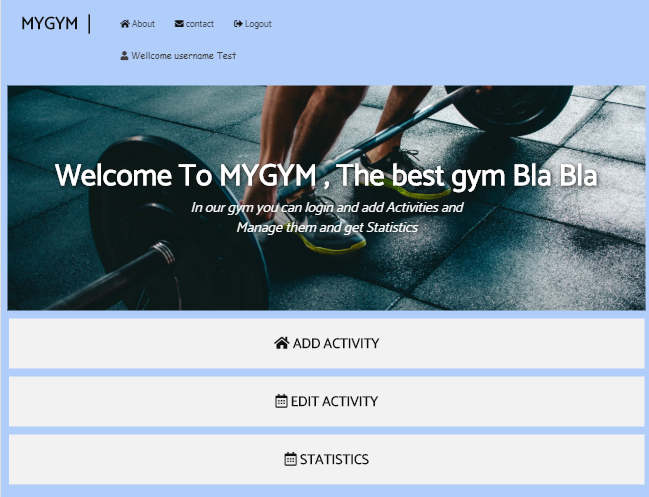 MYGYM |
About contact Logout
Wellcome username Test
Welcome To MYGYM , The best gym Bla Bla
In our gym you can login and add Activities and
Manage them and get Statistics
ADD ACTIVITY
EDIT ACTIVITY
STATISTICS